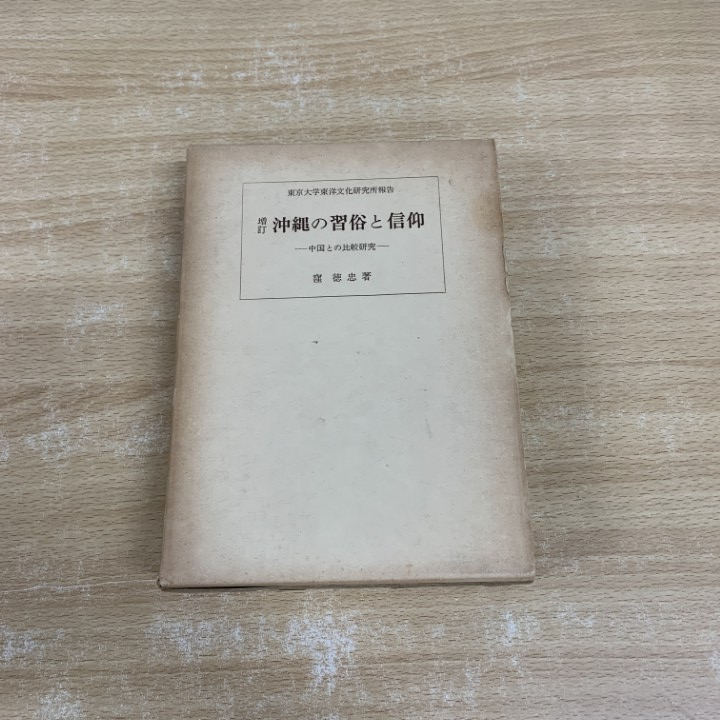 東京大学東洋文化研究所報告
増訂 沖縄の習俗と信仰
―中国との比較研究―
窪 徳忠 著